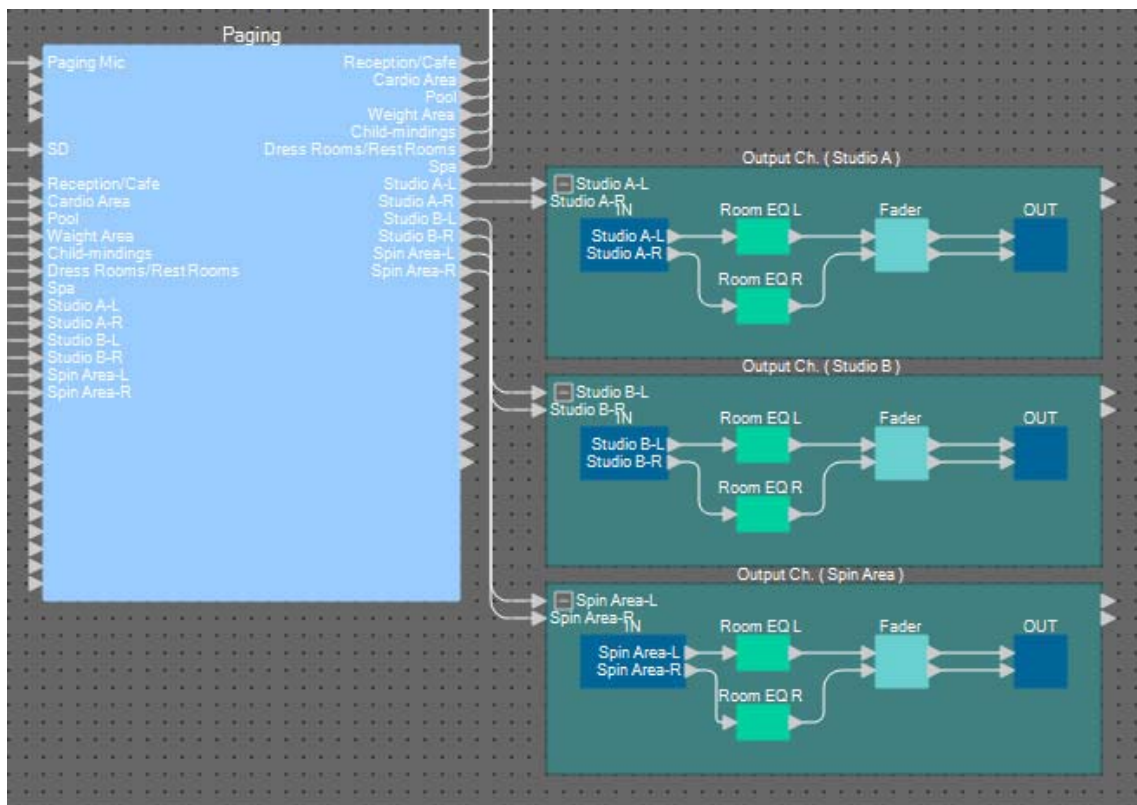 Paging
Paging Mic
SD
Reception/Cafe
Cardio Area
Pool
Waight Area
Child-mindings
Dress Rooms/Rest Rooms
Spa
Studio A-L
Studio A-R
Studio B-L
Studio B-R
Spin Area-L
Spin Area-R
Reception/Cafe
Cardio Area
Pool
Weight Area
Child-mindings
Dress Rooms/Rest Rooms
Spa
Studio A-L
Studio A-R
Studio B-L
Studio B-R
Spin Area-L
Spin Area-R
Output Ch. ( Studio A )
Studio A-L
Studio A-R
IN
Room EQ L
Fader
OUT
Studio A-L
Studio A-R
Room EQ R
Output Ch. ( Studio B )
Studio B-L
Studio B-R
IN
Room EQ L
Fader
OUT
Studio B-L
Studio B-R
Room EQ R
Output Ch. ( Spin Area )
Spin Area-L
Spin Area-R
IN
Room EQ L
Fader
OUT
Spin Area-L
Spin Area-R
Room EQ R